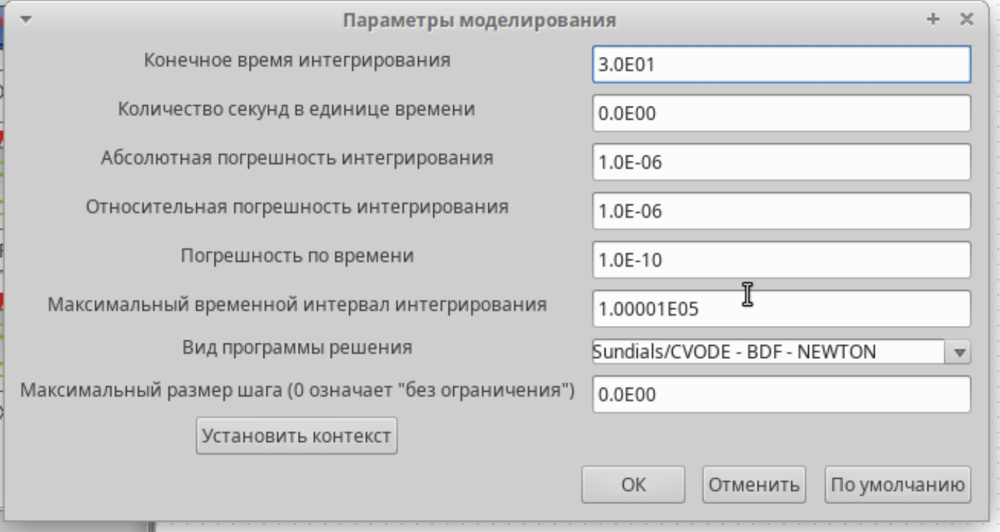 Параметры моделирования
Конечное время интегрирования 3.0E01
Количество секунд в единице времени 0.0E00
Абсолютная погрешность интегрирования 1.0E-06
Относительная погрешность интегрирования 1.0E-06
Погрешность по времени 1.0E-10
Максимальный временной интервал интегрирования 1.00001E05
Вид программы решения Sundials/CVODE - BDF - NEWTON
Максимальный размер шага (0 означает "без ограничения") 0.0E00
Установить контекст
ОК Отменить По умолчанию